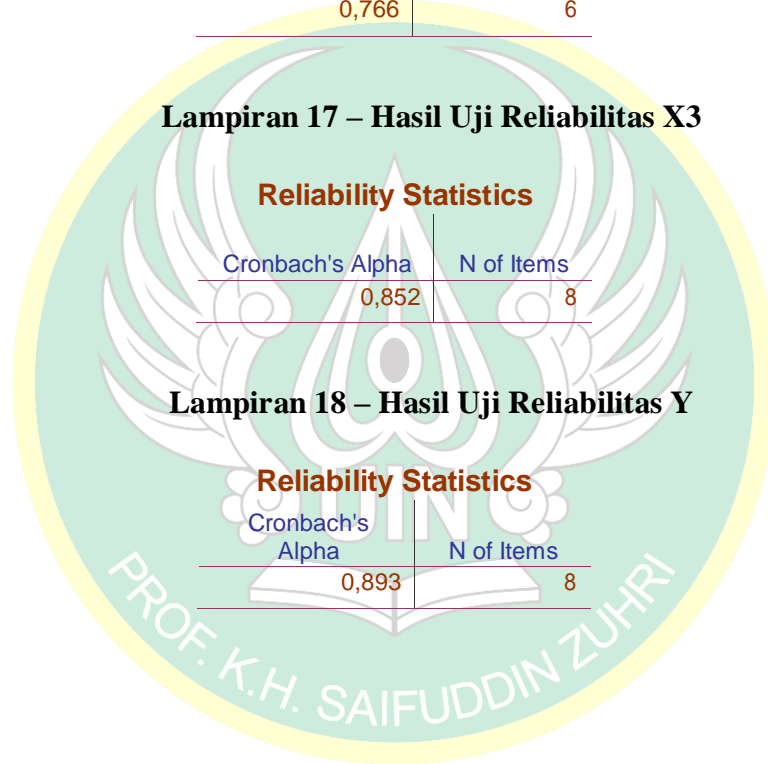 0,766 6
Lampiran 17 – Hasil Uji Reliabilitas X3
Reliability Statistics
Cronbach's Alpha N of Items
0,852 8
Lampiran 18 – Hasil Uji Reliabilitas Y
Reliability Statistics
Cronbach's
Alpha N of Items
0,893 8
UIN
PROF. K.H. SAIFUDDIN ZUHRI